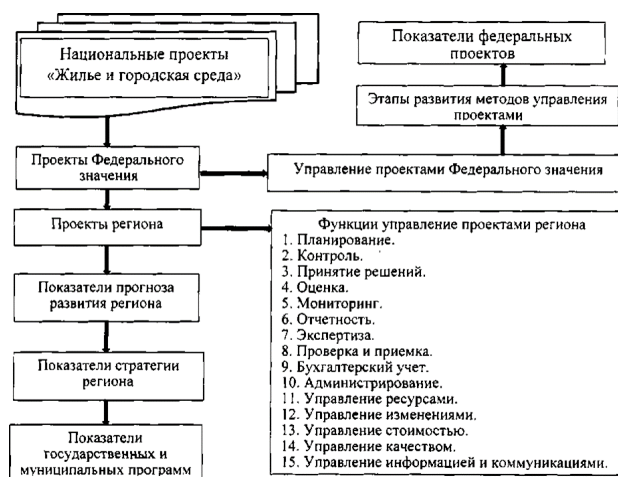 Национальные проекты
«Жилье и городская среда»
Показатели федеральных
проектов
Этапы развития методов управления
проектами
Проекты Федерального
значения
Управление проектами Федерального значения
Проекты региона
Функции управление проектами региона
1. Планирование.
2. Контроль.
3. Принятие решений.
4. Оценка.
5. Мониторинг.
6. Отчетность.
7. Экспертиза.
8. Проверка и приемка.
9. Бухгалтерский учет.
10. Администрирование.
11. Управление ресурсами.
12. Управление изменениями.
13. Управление стоимостью.
14. Управление качеством.
15. Управление информацией и коммуникациями.
Показатели прогноза
развития региона
Показатели стратегии
региона
Показатели
государственных и
муниципальных программ